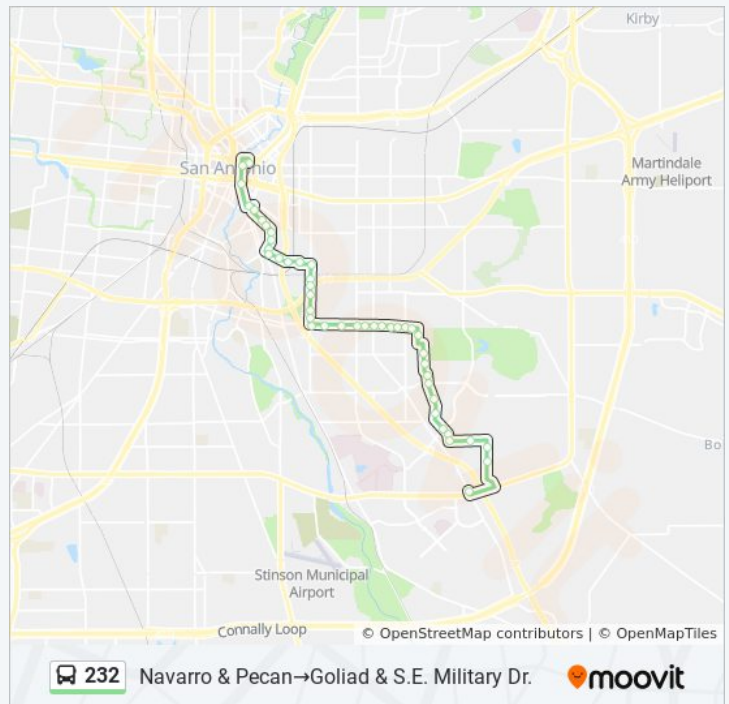 Kirby
San Antonio
Martindale
Army Heliport
Bo
Stinson Municipal
Airport
Connally Loop
© OpenStreetMap contributors | © OpenMapTiles
232 Navarro & Pecan→Goliad & S.E. Military Dr.
moovit